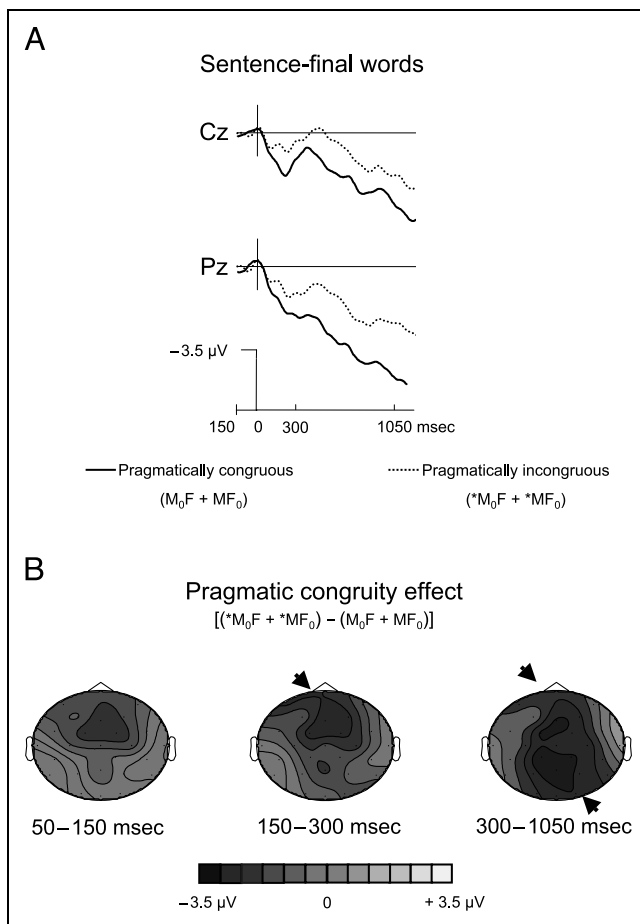 A
Sentence-final words
Cz
Pz
−3.5 µV
150 0 300 1050 msec
Pragmatically congruous Pragmatically incongruous
(M₀F + MF₀) (*M₀F + *MF₀)
B
Pragmatic congruity effect
[(*M₀F + *MF₀) − (M₀F + MF₀)]
50–150 msec 150–300 msec 300–1050 msec
−3.5 µV 0 + 3.5 µV